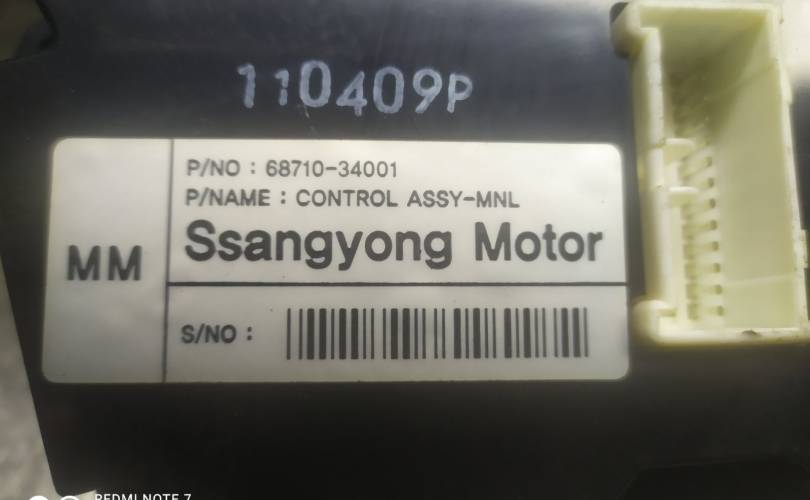 110409P
P/NO : 68710-34001
P/NAME : CONTROL ASSY-MNL
MM
Ssangyong Motor
S/NO :
REDMI NOTE 7